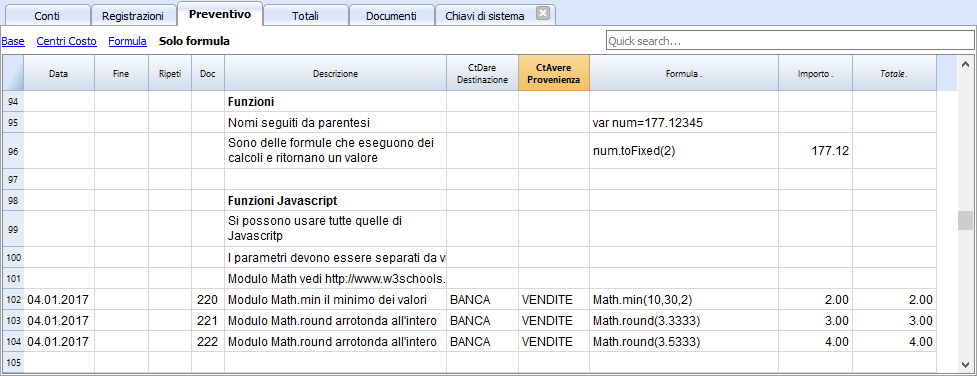 Conti Registrazioni Preventivo Totali Documenti Chiavi di sistema
Base Centri Costo Formula Solo formula Quick search...
Data Fine Ripeti Doc Descrizione CtDare Destinazione CtAvere Provenienza Formula . Importo . Totale .
94 Funzioni
95 Nomi seguiti da parentesi var num=177.12345
96 Sono delle formule che eseguono dei calcoli e ritornano un valore num.toFixed(2) 177.12
97
98 Funzioni Javascript
99 Si possono usare tutte quelle di Javascritp
100 I parametri devono essere separati da v
101 Modulo Math vedi http://www.w3schools.
102 04.01.2017 220 Modulo Math.min il minimo dei valori BANCA VENDITE Math.min(10,30,2) 2.00 2.00
103 04.01.2017 221 Modulo Math.round arrotonda all'intero BANCA VENDITE Math.round(3.3333) 3.00 3.00
104 04.01.2017 222 Modulo Math.round arrotonda all'intero BANCA VENDITE Math.round(3.5333) 4.00 4.00
105